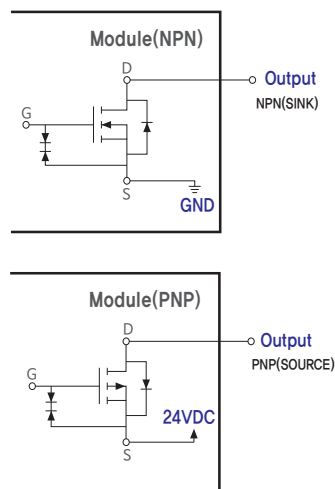 Module(NPN)
D
Output
NPN(SINK)
G
S
GND
Module(PNP)
D
Output
PNP(SOURCE)
G
24VDC
S